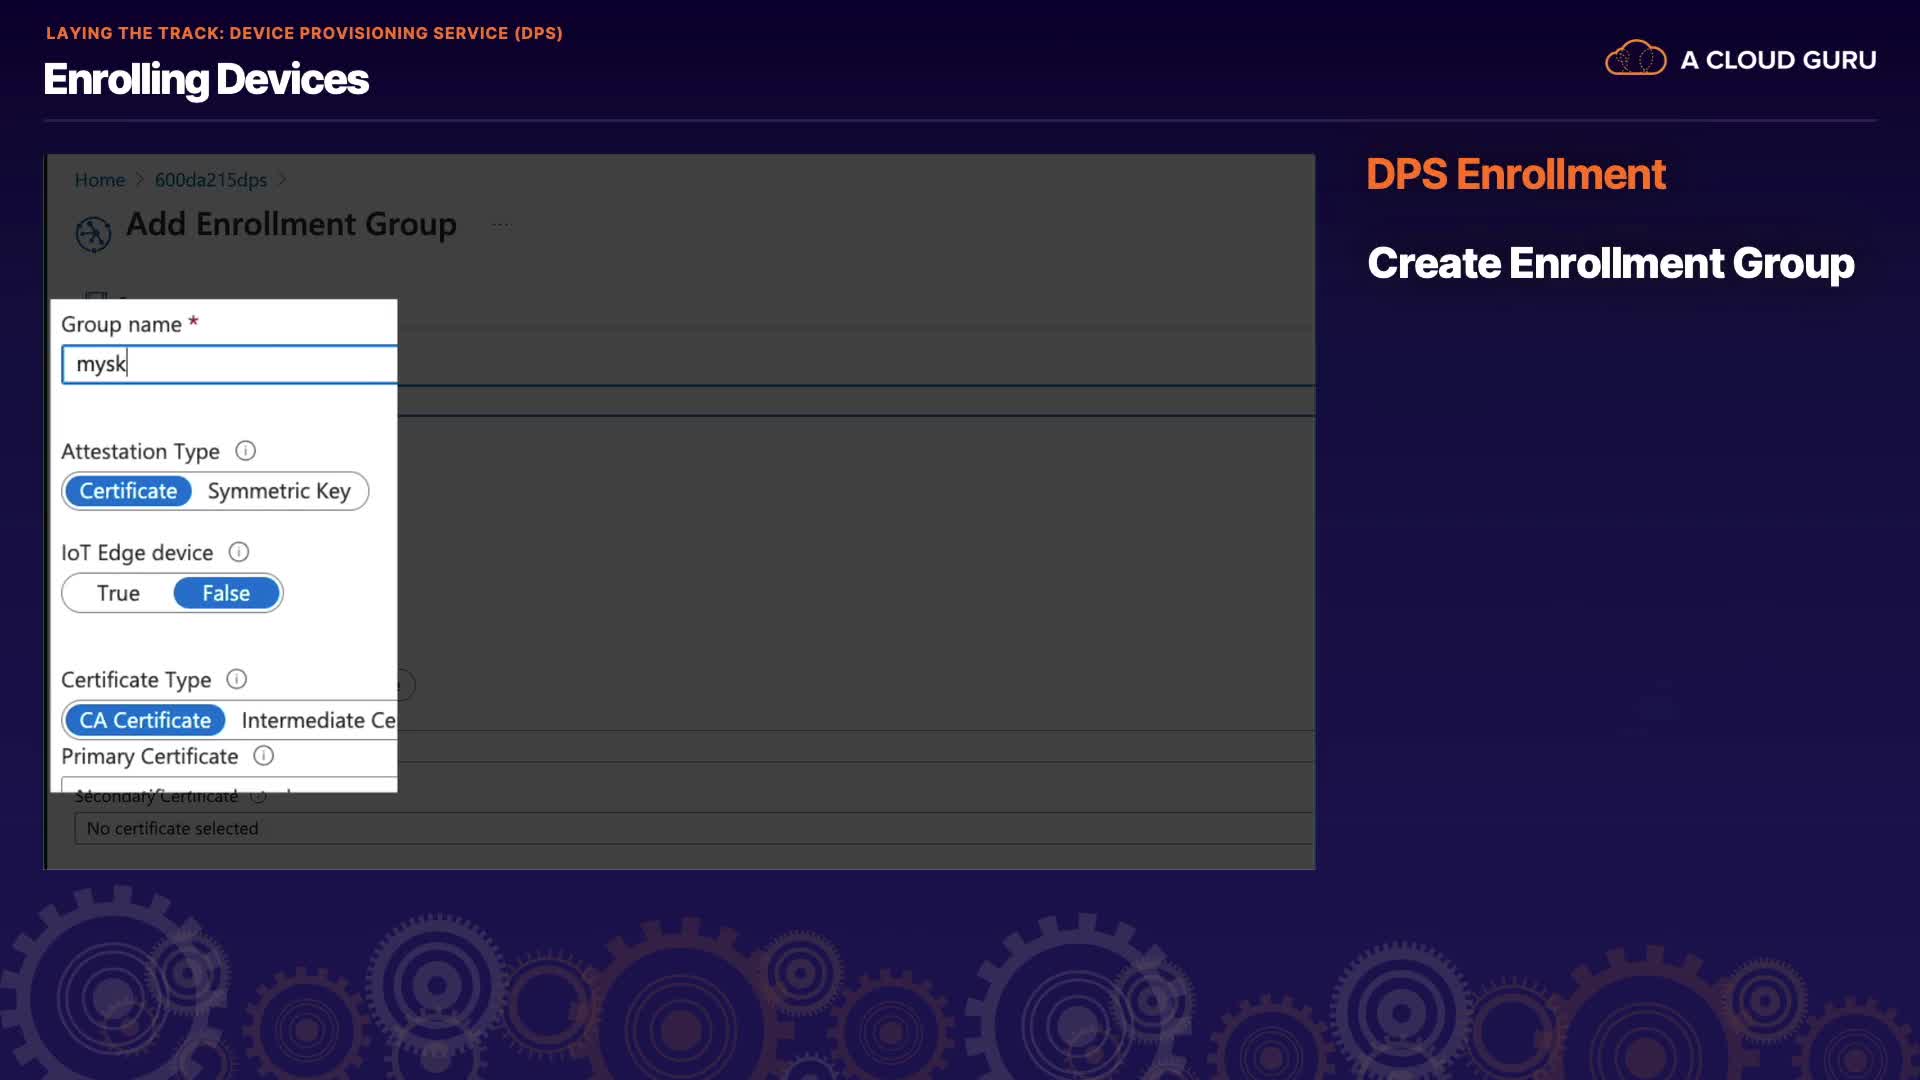 LAYING THE TRACK: DEVICE PROVISIONING SERVICE (DPS)
Enrolling Devices
A CLOUD GURU
Home > 600da215dps >
Add Enrollment Group ...
Group name *
mysk
Attestation Type
Certificate Symmetric Key
IoT Edge device
True False
Certificate Type
CA Certificate Intermediate Ce
Primary Certificate
Secondary Certificate
No certificate selected
DPS Enrollment
Create Enrollment Group